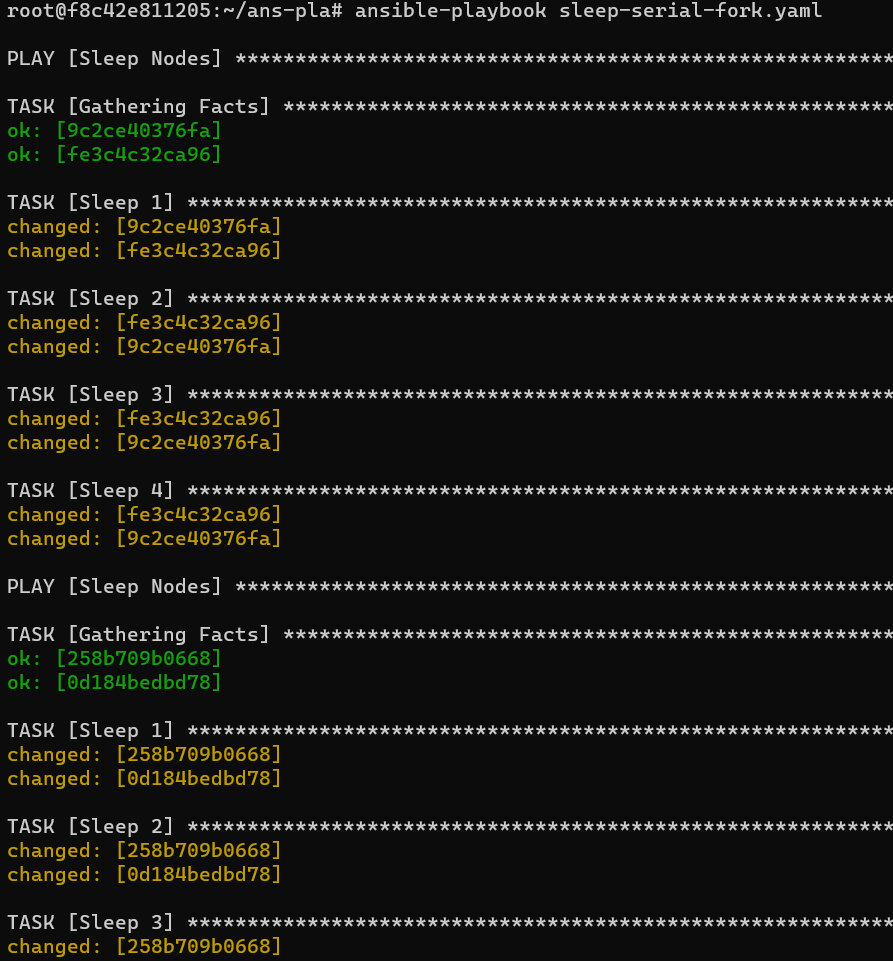 root@f8c42e811205:~/ans-pla# ansible-playbook sleep-serial-fork.yaml
PLAY [Sleep Nodes] *******************************************************
TASK [Gathering Facts] ***************************************************
ok: [9c2ce40376fa]
ok: [fe3c4c32ca96]
TASK [Sleep 1] ***********************************************************
changed: [9c2ce40376fa]
changed: [fe3c4c32ca96]
TASK [Sleep 2] ***********************************************************
changed: [fe3c4c32ca96]
changed: [9c2ce40376fa]
TASK [Sleep 3] ***********************************************************
changed: [fe3c4c32ca96]
changed: [9c2ce40376fa]
TASK [Sleep 4] ***********************************************************
changed: [fe3c4c32ca96]
changed: [9c2ce40376fa]
PLAY [Sleep Nodes] *******************************************************
TASK [Gathering Facts] ***************************************************
ok: [258b709b0668]
ok: [0d184bedbd78]
TASK [Sleep 1] ***********************************************************
changed: [258b709b0668]
changed: [0d184bedbd78]
TASK [Sleep 2] ***********************************************************
changed: [258b709b0668]
changed: [0d184bedbd78]
TASK [Sleep 3] ***********************************************************
changed: [258b709b0668]